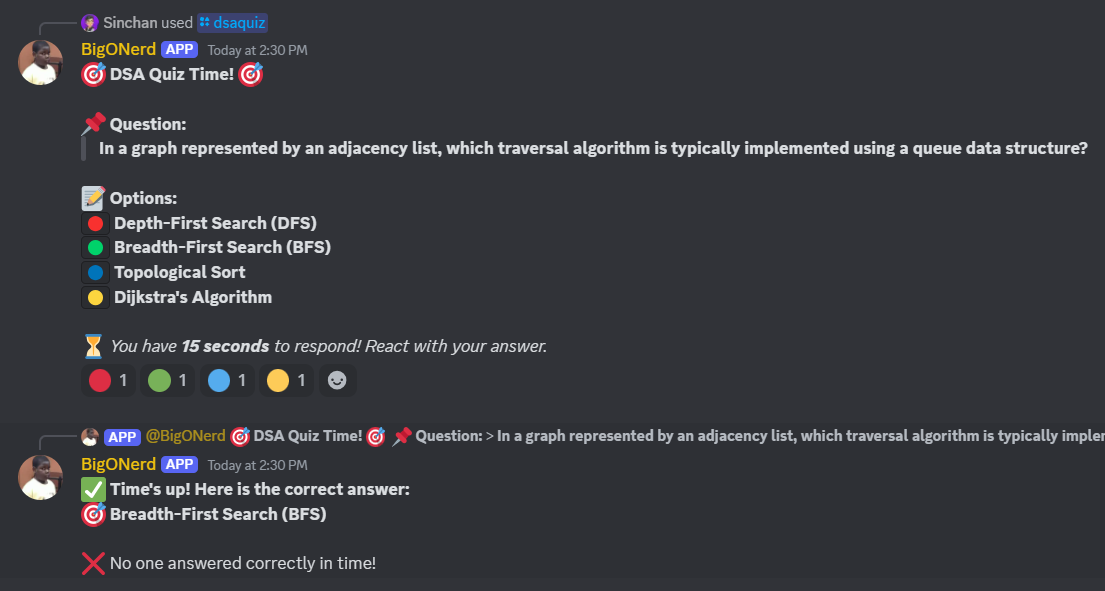 Sinchan used dsaquiz
BigONerd APP Today at 2:30 PM
DSA Quiz Time!
Question:
In a graph represented by an adjacency list, which traversal algorithm is typically implemented using a queue data structure?
Options:
Depth-First Search (DFS)
Breadth-First Search (BFS)
Topological Sort
Dijkstra's Algorithm
You have 15 seconds to respond! React with your answer.
1 1 1 1
APP @BigONerd DSA Quiz Time! Question: > In a graph represented by an adjacency list, which traversal algorithm is typically implem
BigONerd APP Today at 2:30 PM
Time's up! Here is the correct answer:
Breadth-First Search (BFS)
No one answered correctly in time!